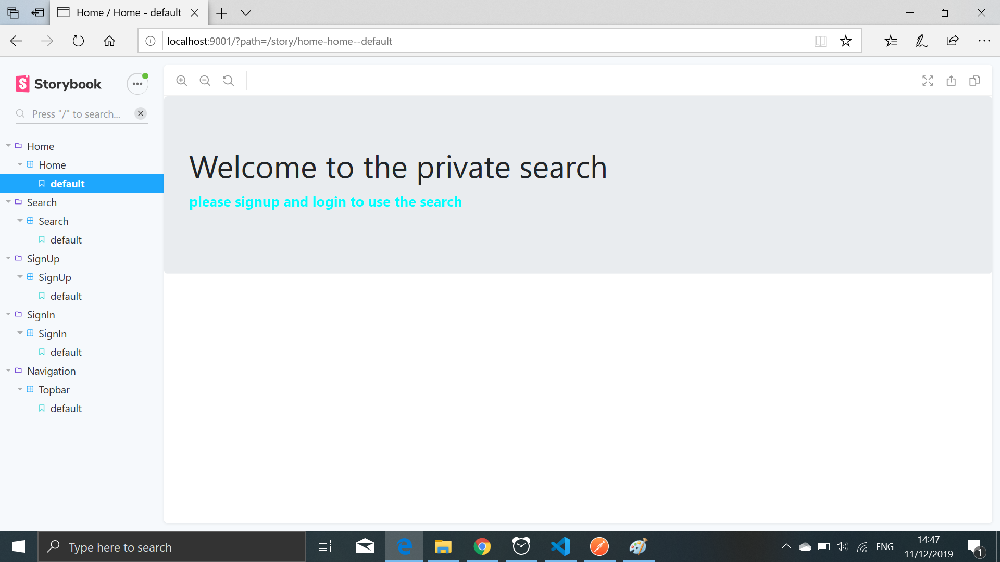 Home / Home - default
localhost:9001/?path=/story/home-home--default
Storybook
Press "/" to search...
Home
Home
default
Search
Search
default
SignUp
SignUp
default
SignIn
SignIn
default
Navigation
Topbar
default
Welcome to the private search
please signup and login to use the search
Type here to search
ENG
14:47
11/12/2019
1